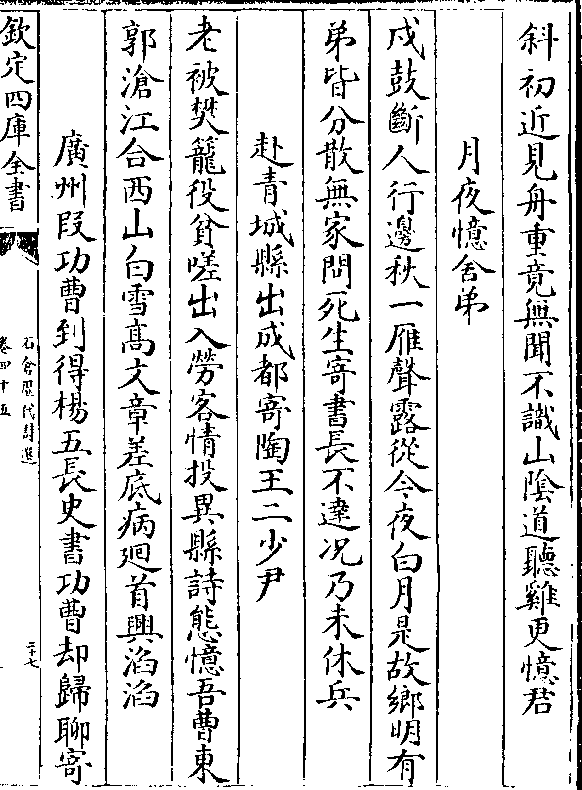 斜初近見舟重竟無聞不識山陰道聽雞更憶君
月夜憶舍弟
戍鼓斷人行邊秋一雁聲露從今夜白月是故鄉明有
弟皆分散無家問死生寄書長不達况乃未休兵
赴青城縣出成都寄陶王二少尹
老被樊籠役貧嗟出入勞客情投異縣詩態憶吾曹東
郭滄江合西山白雪髙文章差底病廻首興滔滔
廣州叚功曹到得楊五長史書功曹却歸聊寄
欽定四庫全書
石倉歴代詩選
卷四十五
二十七